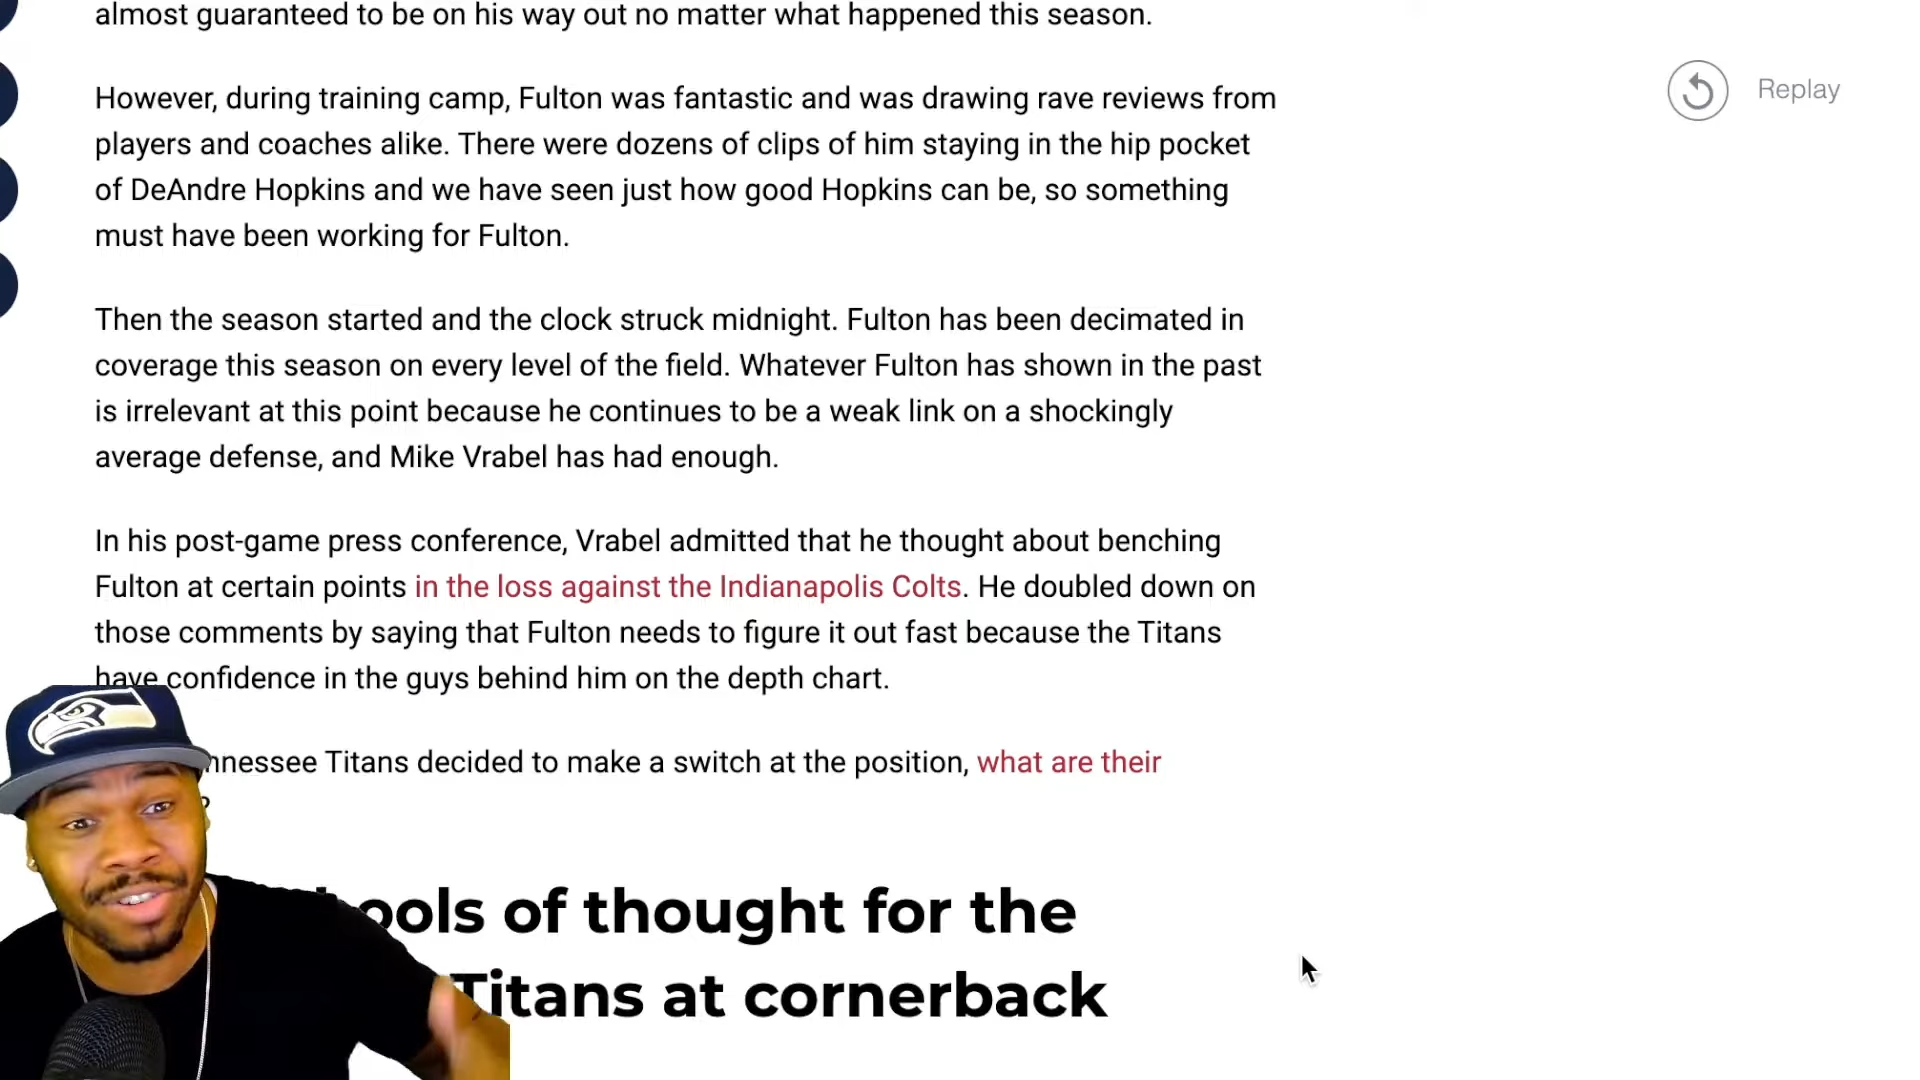 almost guaranteed to be on his way out no matter what happened this season.
Replay
However, during training camp, Fulton was fantastic and was drawing rave reviews from
players and coaches alike. There were dozens of clips of him staying in the hip pocket
of DeAndre Hopkins and we have seen just how good Hopkins can be, so something
must have been working for Fulton.
Then the season started and the clock struck midnight. Fulton has been decimated in
coverage this season on every level of the field. Whatever Fulton has shown in the past
is irrelevant at this point because he continues to be a weak link on a shockingly
average defense, and Mike Vrabel has had enough.
In his post-game press conference, Vrabel admitted that he thought about benching
Fulton at certain points in the loss against the Indianapolis Colts. He doubled down on
those comments by saying that Fulton needs to figure it out fast because the Titans
have confidence in the guys behind him on the depth chart.
Titans decided to make a switch at the position, what are their
of thought for the
Titans at cornerback